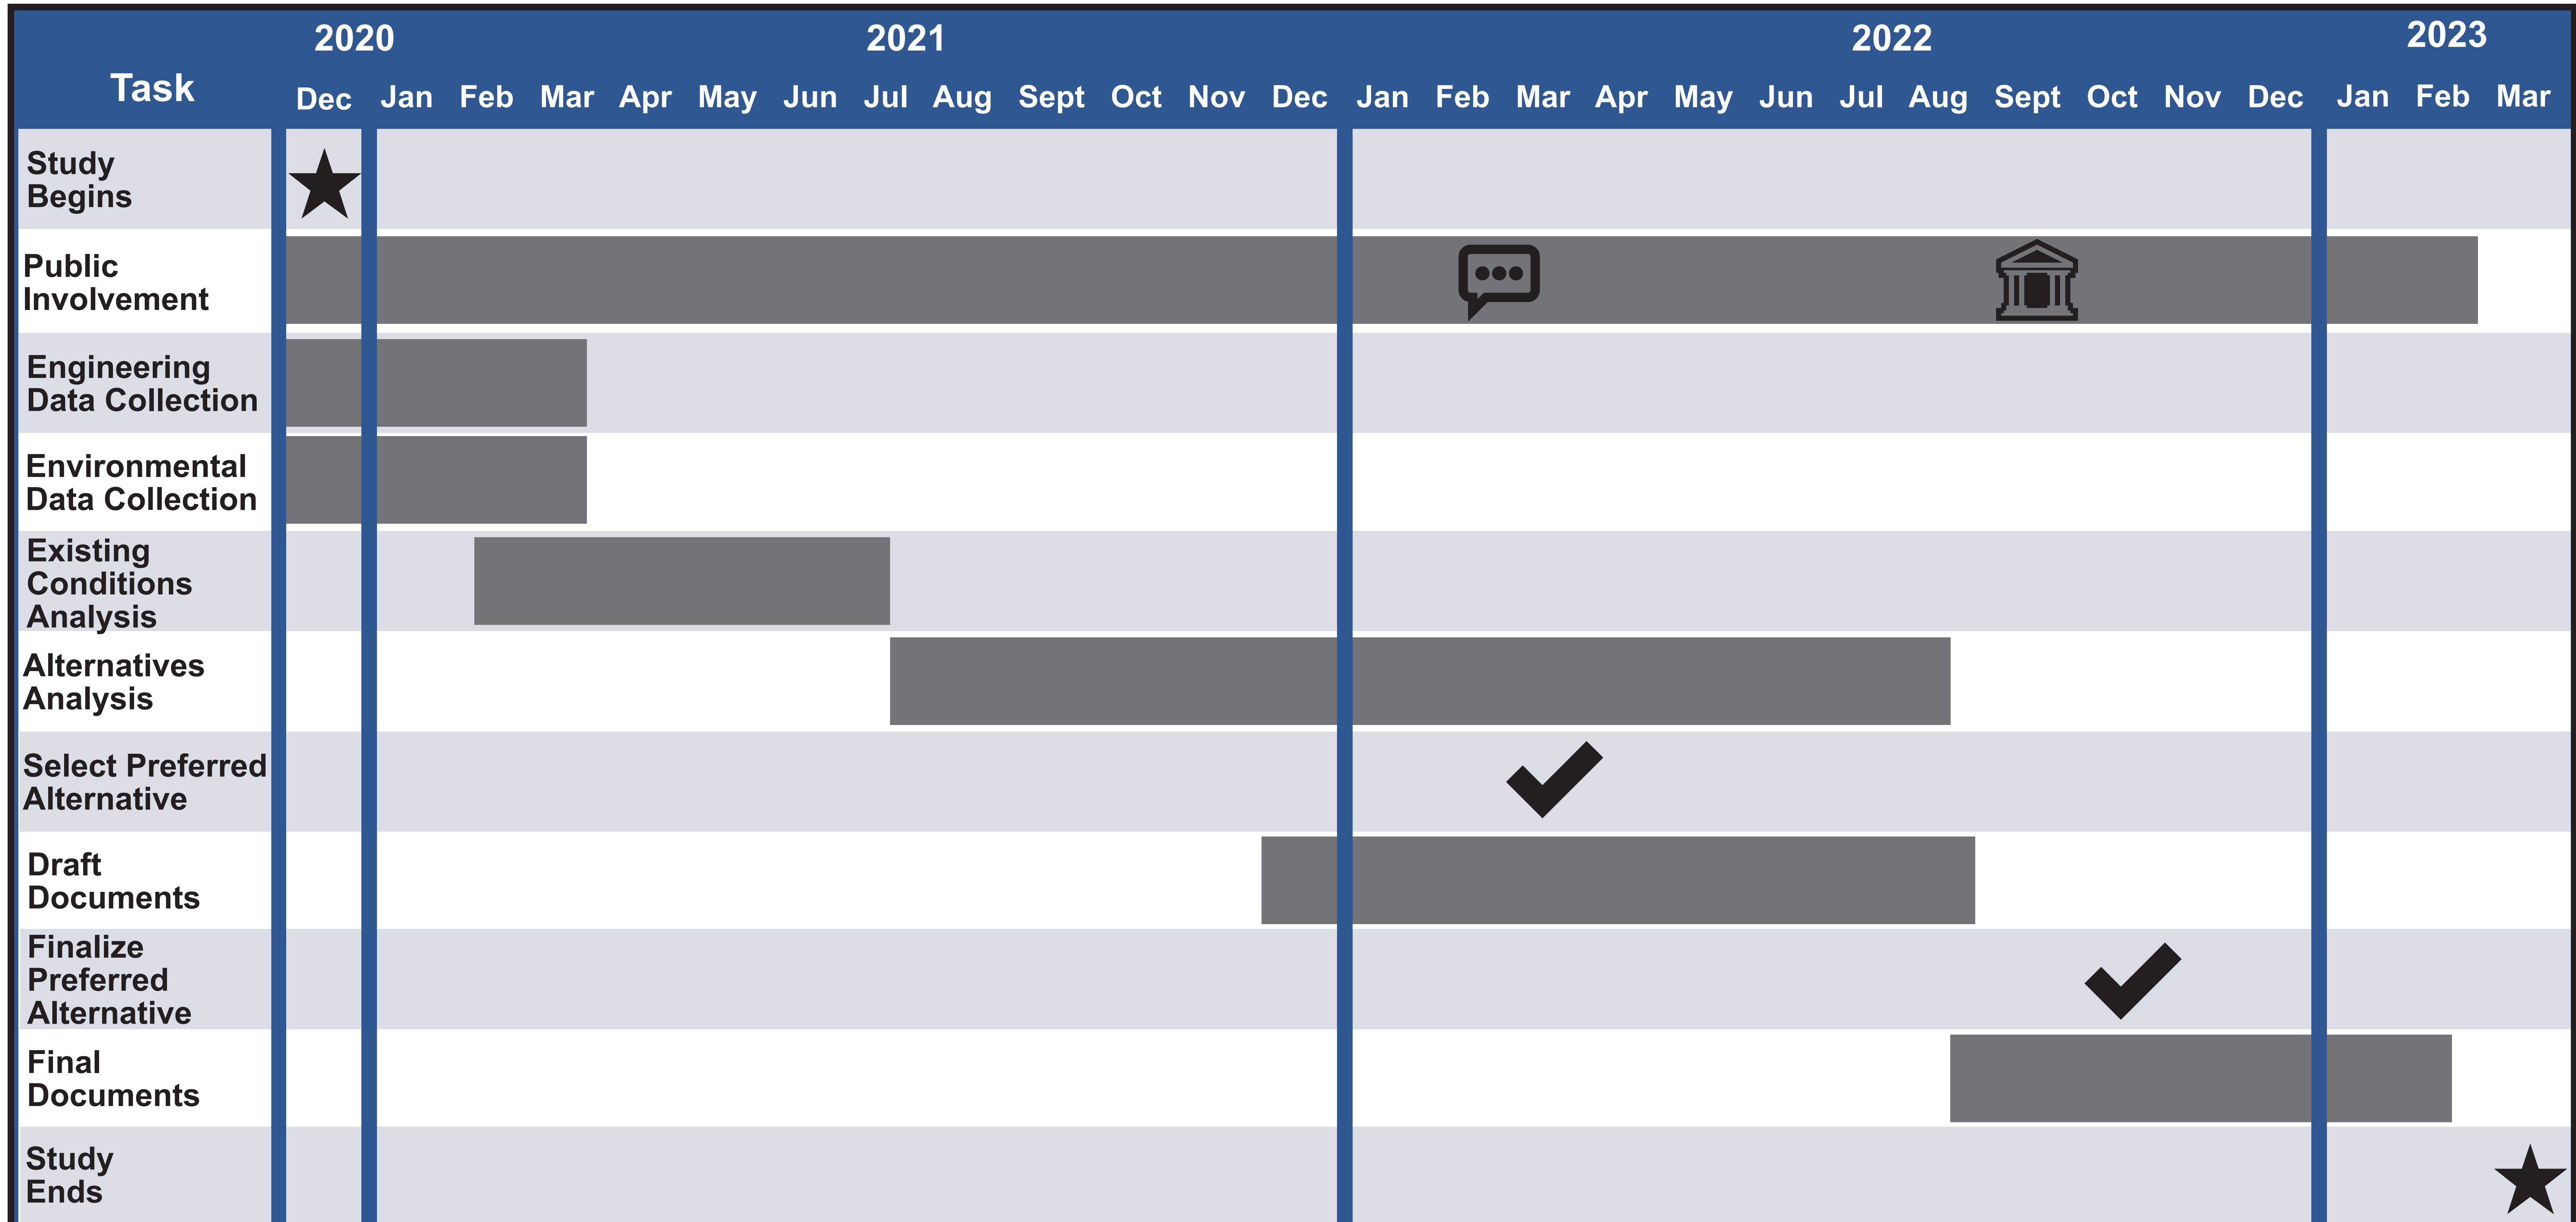 2020 2021 2022 2023
Task
Dec Jan Feb Mar Apr May Jun Jul Aug Sept Oct Nov Dec Jan Feb Mar Apr May Jun Jul Aug Sept Oct Nov Dec Jan Feb Mar
Study
Begins
Public
Involvement
Engineering
Data Collection
Environmental
Data Collection
Existing
Conditions
Analysis
Alternatives
Analysis
Select Preferred
Alternative
Draft
Documents
Finalize
Preferred
Alternative
Final
Documents
Study
Ends